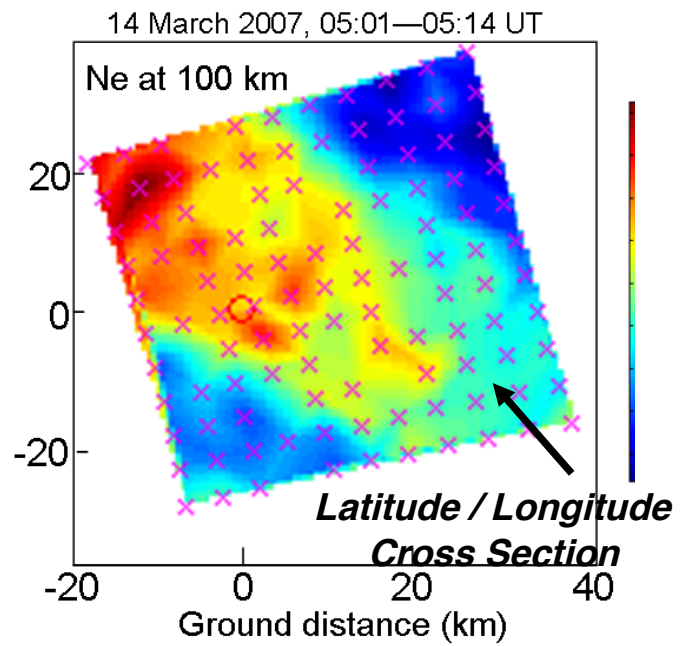 14 March 2007, 05:01—05:14 UT
Ne at 100 km
20
0
-20
Latitude / Longitude
Cross Section
-20 0 20 40
Ground distance (km)